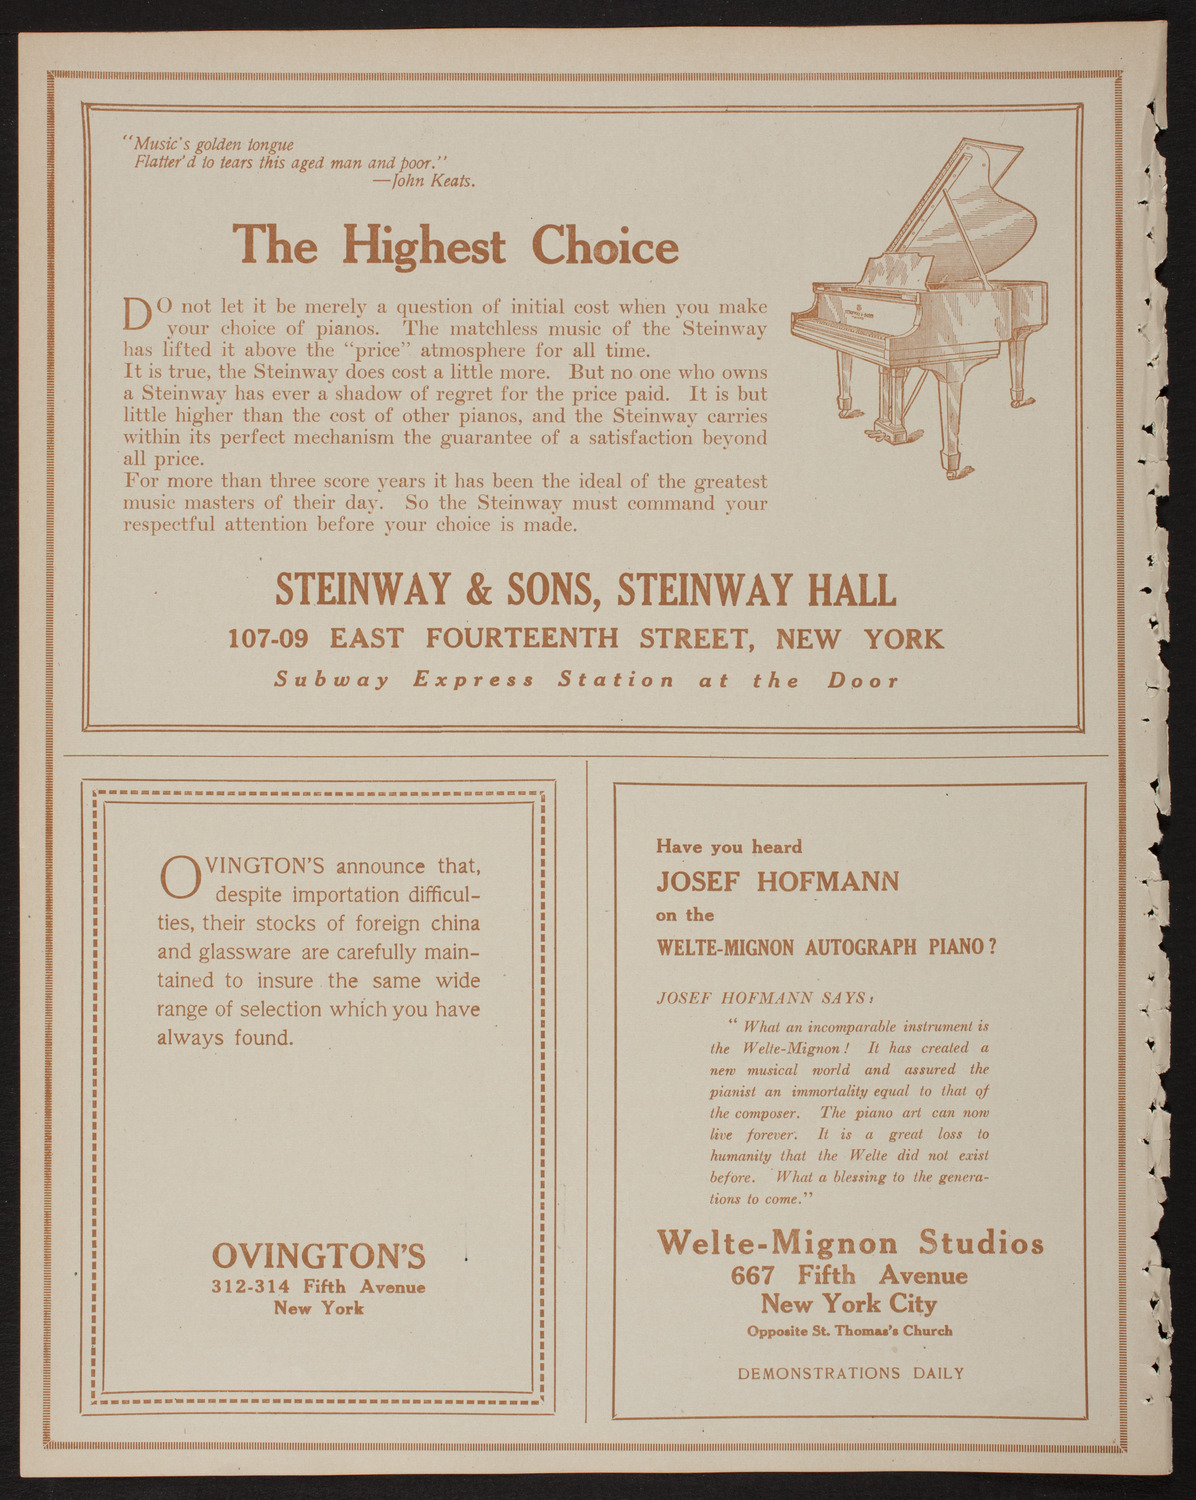 "Music's golden tongue
Flatter'd to tears this aged man and poor."
—John Keats.
The Highest Choice
DO not let it be merely a question of initial cost when you make
your choice of pianos. The matchless music of the Steinway
has lifted it above the "price" atmosphere for all time.
It is true, the Steinway does cost a little more. But no one who owns
a Steinway has ever a shadow of regret for the price paid. It is but
little higher than the cost of other pianos, and the Steinway carries
within its perfect mechanism the guarantee of a satisfaction beyond
all price.
For more than three score years it has been the ideal of the greatest
music masters of their day. So the Steinway must command your
respectful attention before your choice is made.
STEINWAY & SONS, STEINWAY HALL
107-09 EAST FOURTEENTH STREET, NEW YORK
Subway Express Station at the Door
OVINGTON'S announce that,
despite importation difficul-
ties, their stocks of foreign china
and glassware are carefully main-
tained to insure the same wide
range of selection which you have
always found.
OVINGTON'S
312-314 Fifth Avenue
New York
Have you heard
JOSEF HOFMANN
on the
WELTE-MIGNON AUTOGRAPH PIANO?
JOSEF HOFMANN SAYS:
"What an incomparable instrument is
the Welte-Mignon! It has created a
new musical world and assured the
pianist an immortality equal to that of
the composer. The piano art can now
live forever. It is a great loss to
humanity that the Welte did not exist
before. What a blessing to the genera-
tions to come."
Welte-Mignon Studios
667 Fifth Avenue
New York City
Opposite St. Thomas's Church
DEMONSTRATIONS DAILY